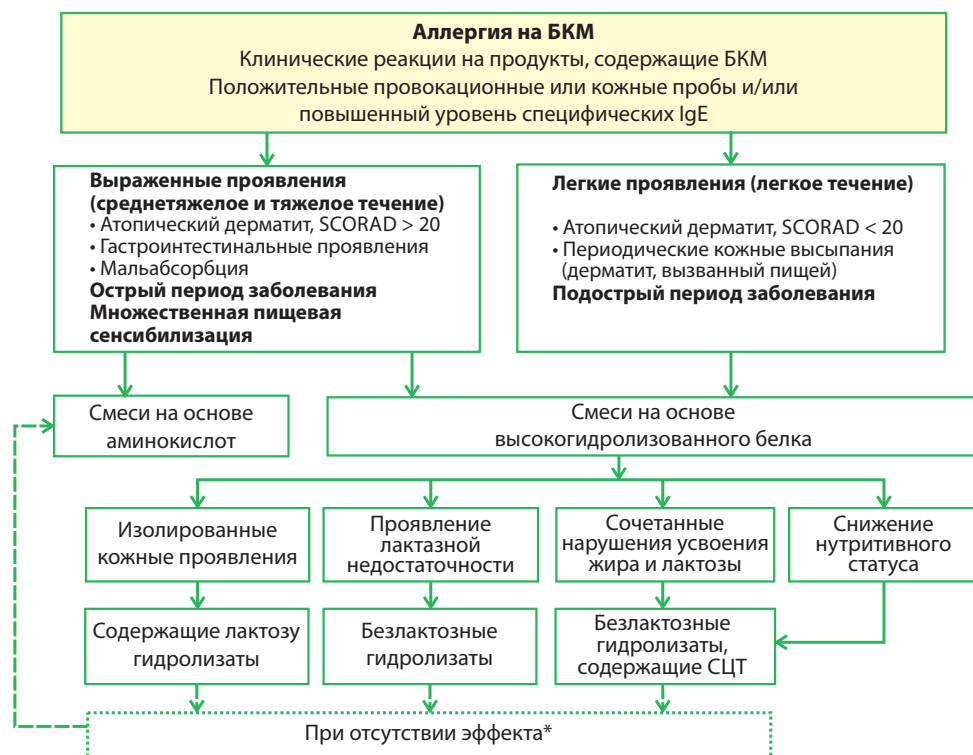 Аллергия на БКМ
Клинические реакции на продукты, содержащие БКМ
Положительные провокационные или кожные пробы и/или
повышенный уровень специфических IgE
Выраженные проявления
(среднетяжелое и тяжелое течение)
• Атопический дерматит, SCORAD > 20
• Гастроинтестинальные проявления
• Мальабсорбция
Острый период заболевания
Множественная пищевая
сенсибилизация
Легкие проявления (легкое течение)
• Атопический дерматит, SCORAD < 20
• Периодические кожные высыпания
(дерматит, вызванный пищей)
Подострый период заболевания
Смеси на основе
аминокислот
Смеси на основе
высокогидролизованного белка
Изолированные
кожные проявления
Проявление
лактазной
недостаточности
Сочетанные
нарушения усвоения
жира и лактозы
Снижение
нутритивного
статуса
Содержащие лактозу
гидролизаты
Безлактозные
гидролизаты
Безлактозные
гидролизаты,
содержащие СЦТ
При отсутствии эффекта*